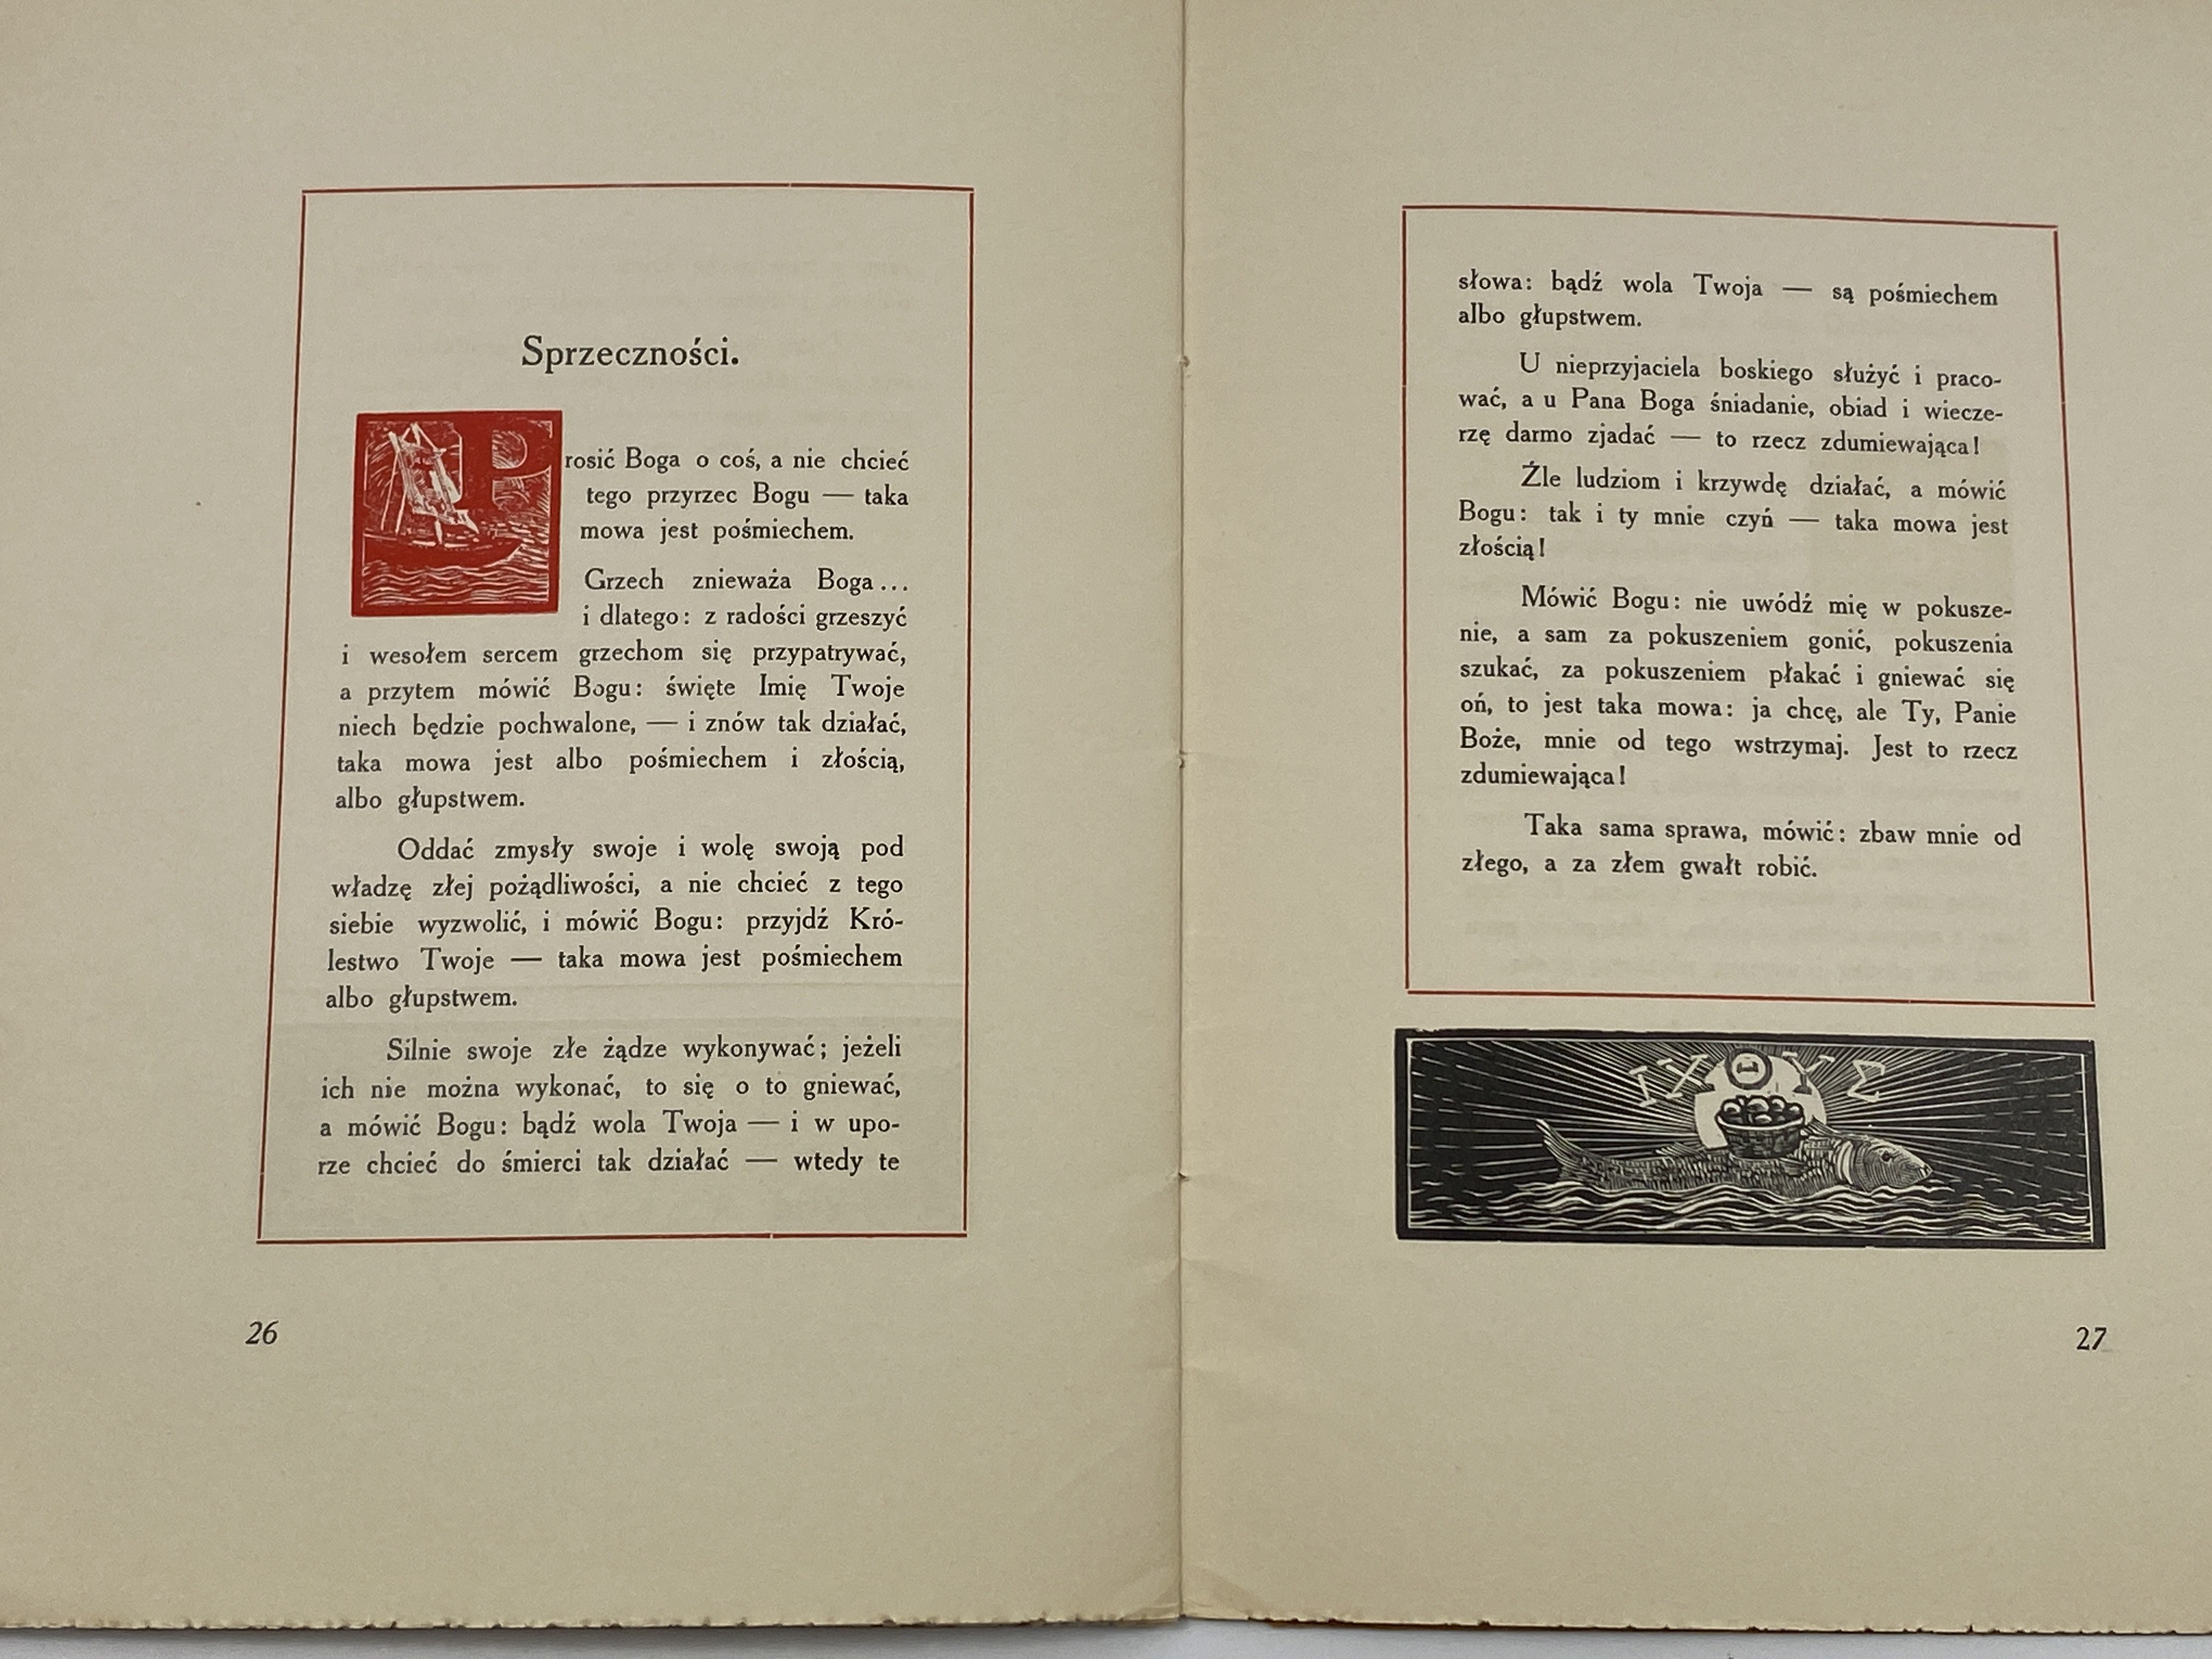 Sprzeczności.
Prosić Boga o coś, a nie chcieć
tego przyrzec Bogu — taka
mowa jest pośmiechem.
Grzech znieważa Boga...
i dlatego: z radości grzeszyć
i wesołem sercem grzechom się przypatrywać,
a przytem mówić Bogu: święte Imię Twoje
niech będzie pochwalone, — i znów tak działać,
taka mowa jest albo pośmiechem i złością,
albo głupstwem.
Oddać zmysły swoje i wolę swoją pod
władzę złej pożądliwości, a nie chcieć z tego
siebie wyzwolić, i mówić Bogu: przyjdź Kró-
lestwo Twoje — taka mowa jest pośmiechem
albo głupstwem.
Silnie swoje złe żądze wykonywać; jeżeli
ich nie można wykonać, to się o to gniewać,
a mówić Bogu: bądź wola Twoja — i w upo-
rze chcieć do śmierci tak działać — wtedy te
26
słowa: bądź wola Twoja — są pośmiechem
albo głupstwem.
U nieprzyjaciela boskiego służyć i praco-
wać, a u Pana Boga śniadanie, obiad i wiecze-
rzę darmo zjadać — to rzecz zdumiewająca!
Źle ludziom i krzywdę działać, a mówić
Bogu: tak i ty mnie czyń — taka mowa jest
złością!
Mówić Bogu: nie uwódź mię w pokusze-
nie, a sam za pokuszeniem gonić, pokuszenia
szukać, za pokuszeniem płakać i gniewać się
oń, to jest taka mowa: ja chcę, ale Ty, Panie
Boże, mnie od tego wstrzymaj. Jest to rzecz
zdumiewająca!
Taka sama sprawa, mówić: zbaw mnie od
złego, a za złem gwałt robić.
ΙΧΘΥΣ
27